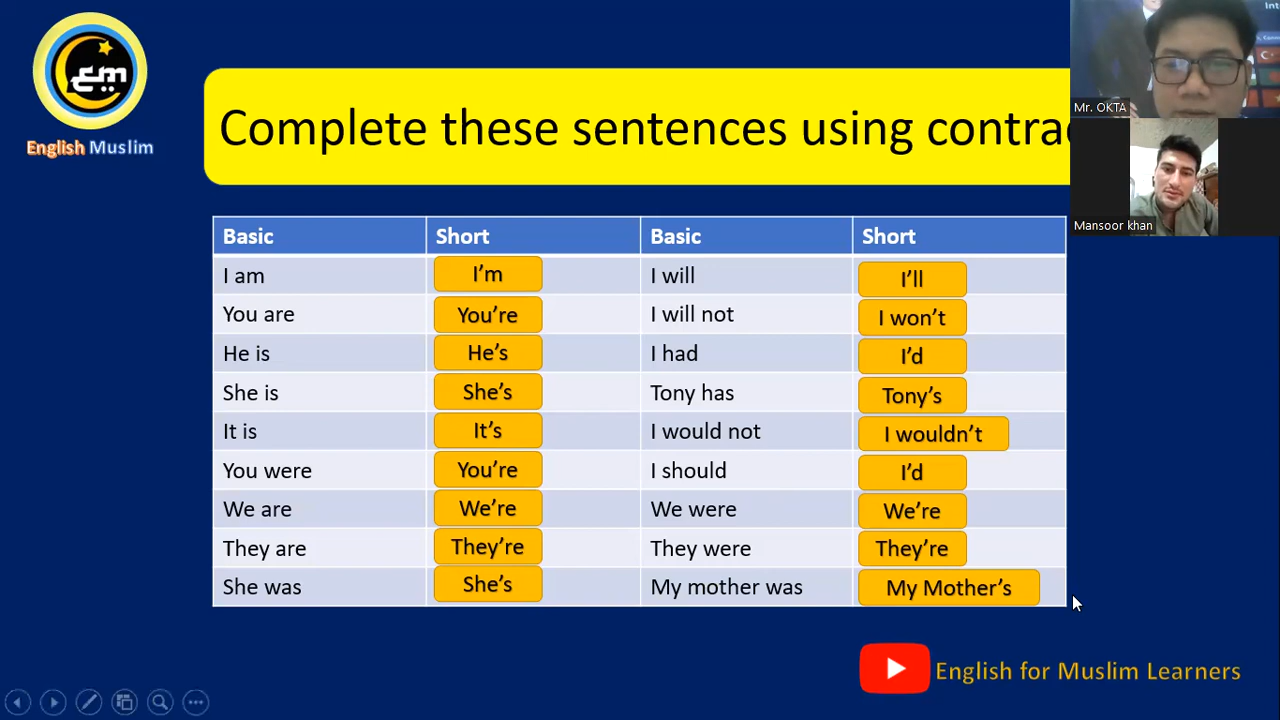 English Muslim
Complete these sentences using contrac
Mr. OKTA
Mansoor khan
Basic Short Basic Short
I am I'm I will I'll
You are You're I will not I won't
He is He's I had I'd
She is She's Tony has Tony's
It is It's I would not I wouldn't
You were You're I should I'd
We are We're We were We're
They are They're They were They're
She was She's My mother was My Mother's
English for Muslim Learners